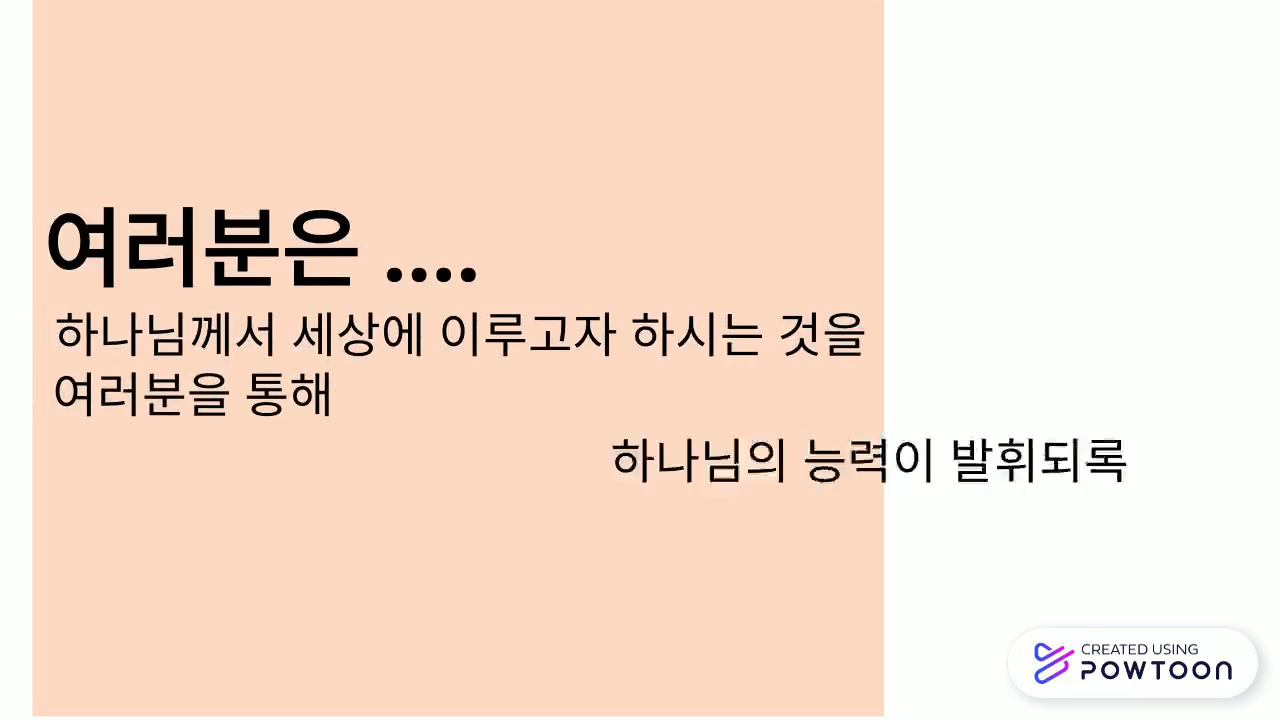 여러분은 ....
하나님께서 세상에 이루고자 하시는 것을
여러분을 통해
하나님의 능력이 발휘되록
CREATED USING
POWTOON